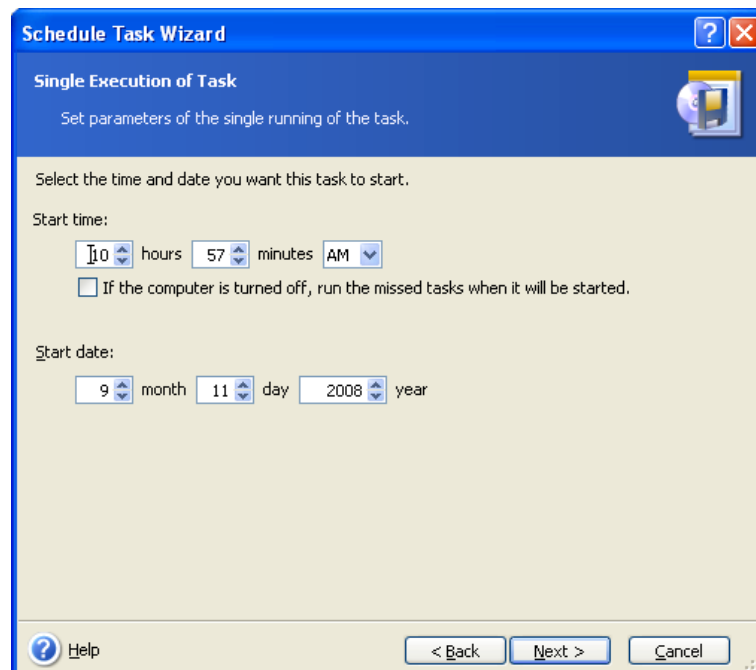 Schedule Task Wizard
Single Execution of Task
Set parameters of the single running of the task.
Select the time and date you want this task to start.
Start time:
10 hours 57 minutes AM
If the computer is turned off, run the missed tasks when it will be started.
Start date:
9 month 11 day 2008 year
Help < Back Next > Cancel